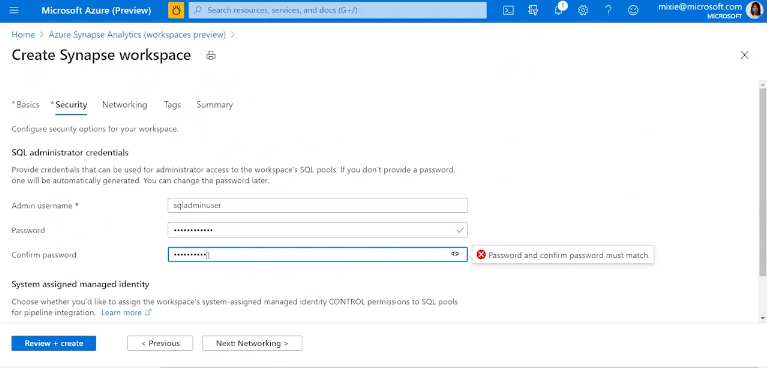 Microsoft Azure (Preview)
Search resources, services, and docs (G+/)
1
mixie@microsoft.com
MICROSOFT
Home > Azure Synapse Analytics (workspaces preview) >
Create Synapse workspace
* Basics * Security Networking Tags Summary
Configure security options for your workspace.
SQL administrator credentials
Provide credentials that can be used for administrator access to the workspace's SQL pools. If you don't provide a password,
one will be automatically generated. You can change the password later.
Admin username * sqladminuser
Password ••••••••••••
Confirm password ••••••••••
Password and confirm password must match.
System assigned managed identity
Choose whether you'd like to assign the workspace's system-assigned managed identity CONTROL permissions to SQL pools
for pipeline integration. Learn more
Review + create < Previous Next: Networking >